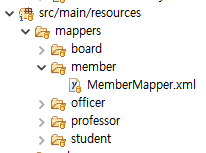 src/main/resources
mappers
board
member
MemberMapper.xml
officer
professor
student